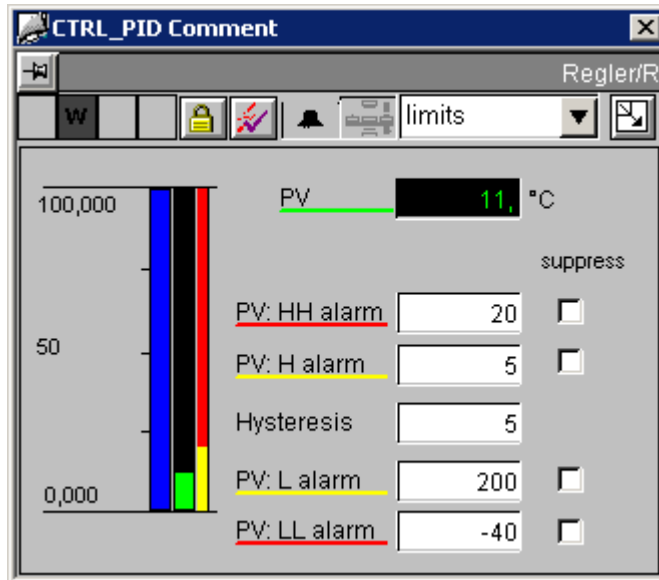 CTRL_PID Comment
Regler/R
W
limits
100,000
50
0,000
PV 11, °C
suppress
PV: HH alarm 20
PV: H alarm 5
Hysteresis 5
PV: L alarm 200
PV: LL alarm -40